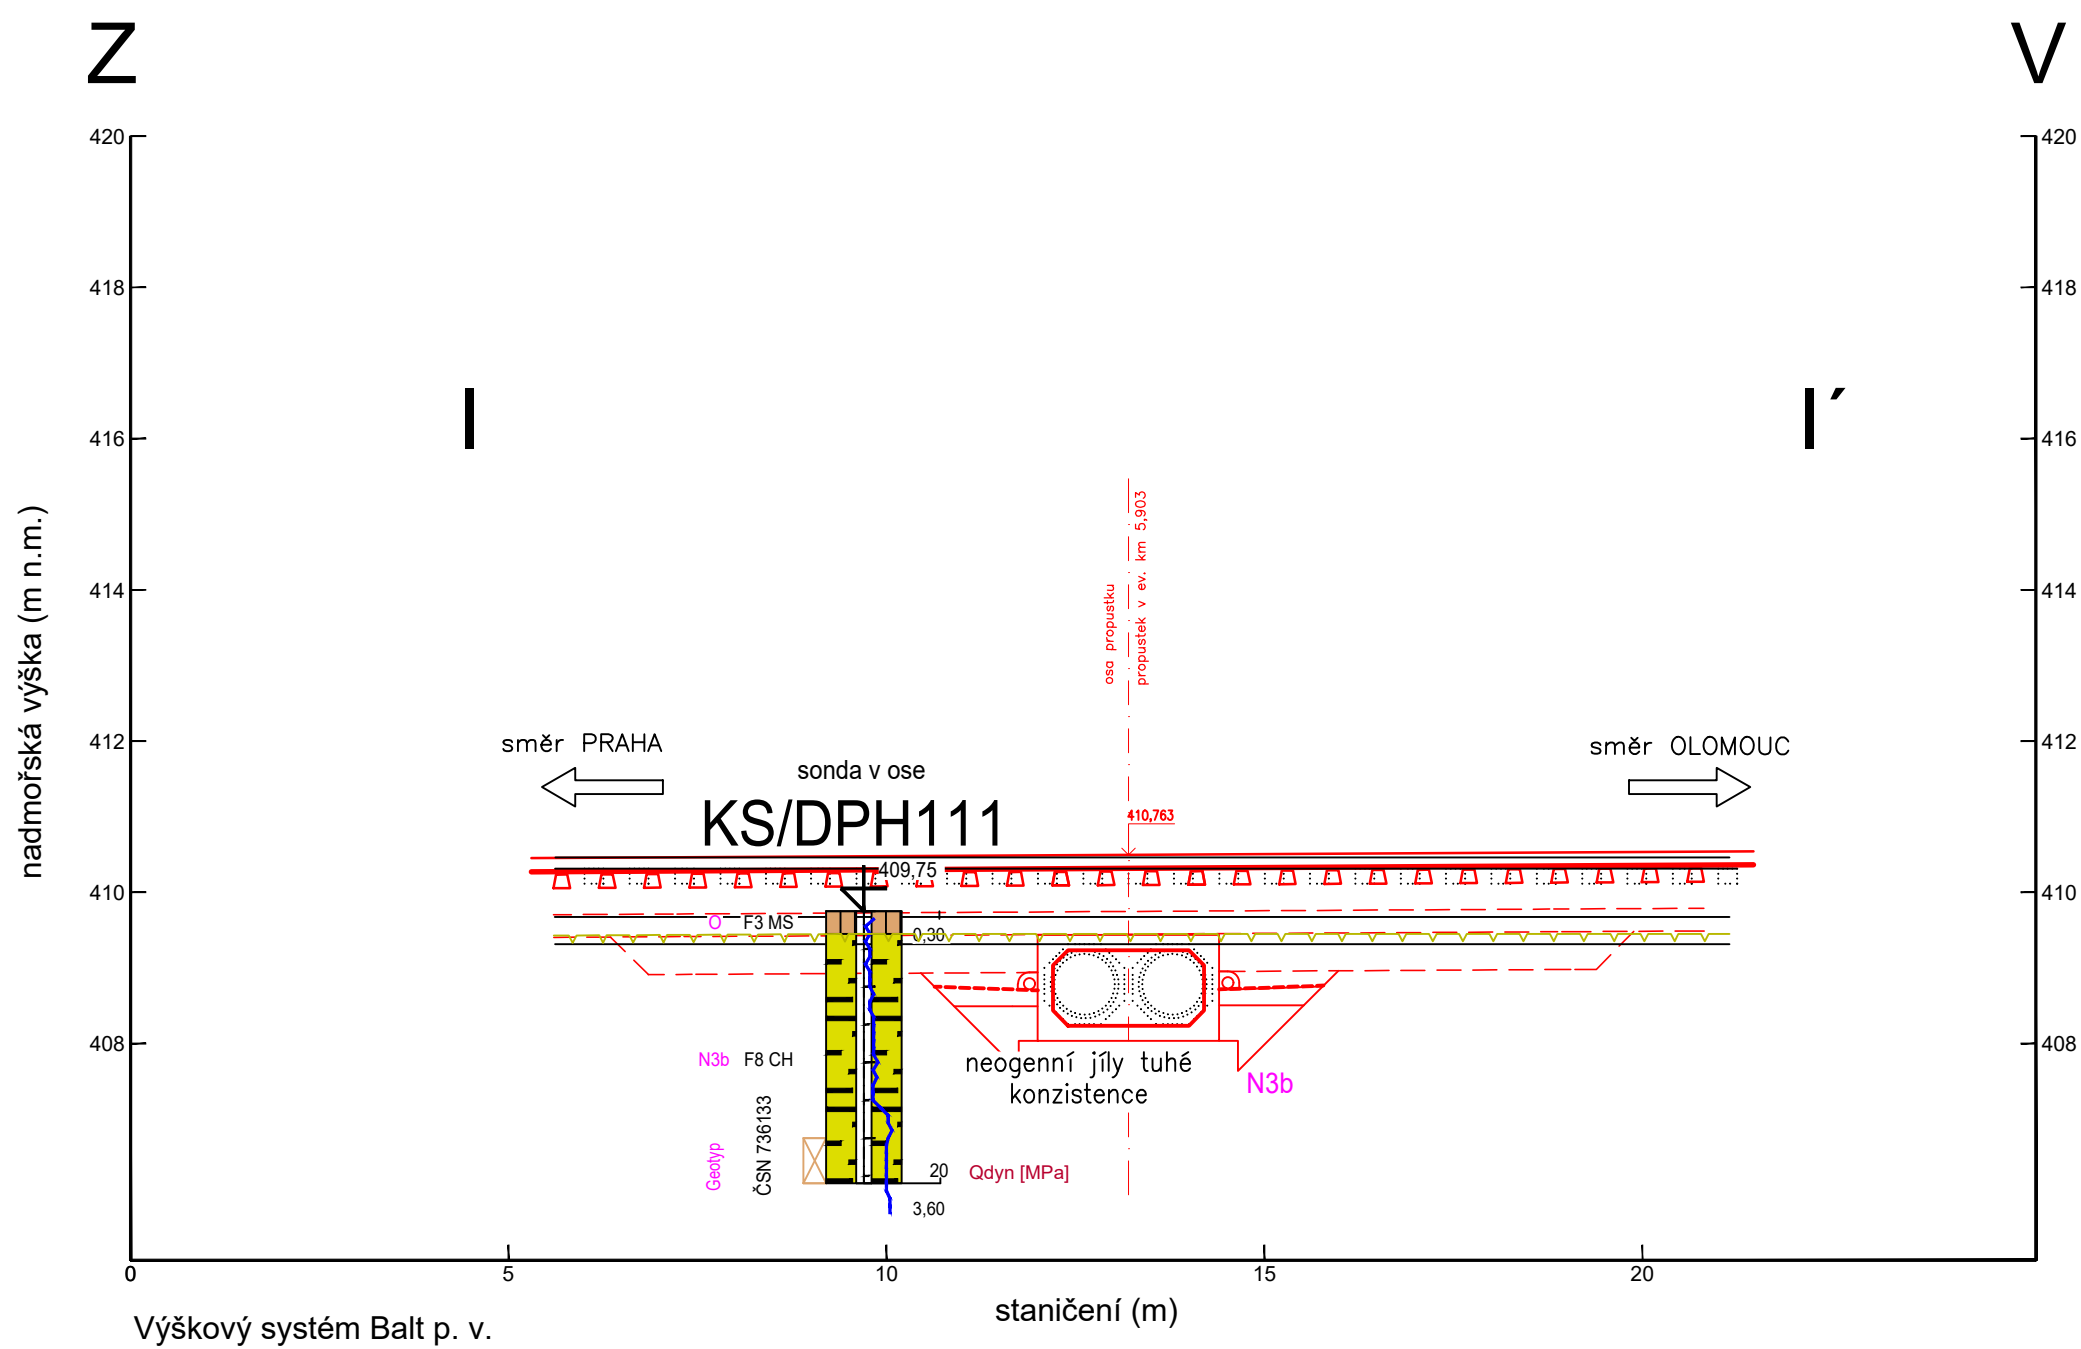 Z
V
420
420
418
418
I
I´
416
416
nadmořská výška (m n.m.)
osa propustku
propustek v ev. km 5,903
414
414
412
412
směr PRAHA
směr OLOMOUC
sonda v ose
KS/DPH111
410,763
409,75
410
410
O
F3 MS
0,30
408
408
N3b
F8 CH
neogenní jíly tuhé
konzistence
N3b
Geotyp
ČSN 736133
20
Qdyn [MPa]
3,60
0
5
10
15
20
staničení (m)
Výškový systém Balt p. v.